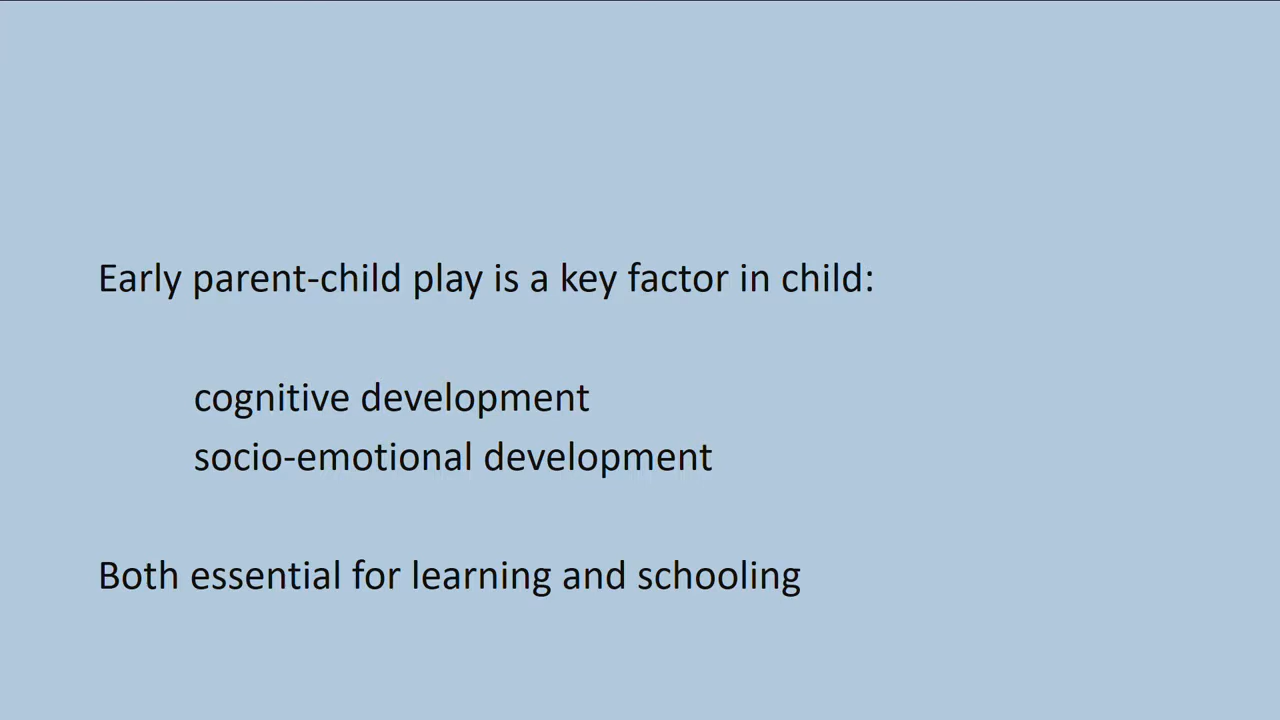 Early parent-child play is a key factor in child:
cognitive development
socio-emotional development
Both essential for learning and schooling